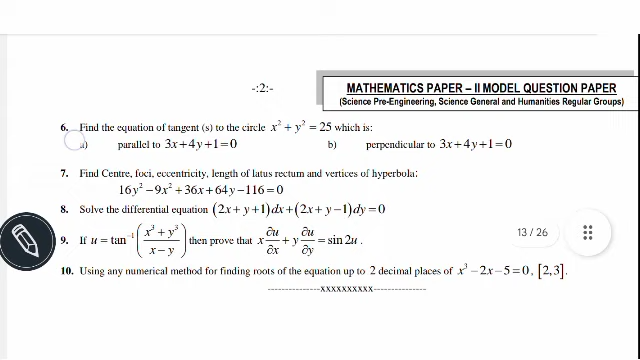 -:2:-
MATHEMATICS PAPER – II MODEL QUESTION PAPER
(Science Pre-Engineering, Science General and Humanities Regular Groups)
6. Find the equation of tangent (s) to the circle x² + y² = 25 which is:
a) parallel to 3x+4y+1=0 b) perpendicular to 3x+4y+1=0
7. Find Centre, foci, eccentricity, length of latus rectum and vertices of hyperbola:
16y² −9x² +36x+64y−116=0
8. Solve the differential equation (2x+y+1)dx+(2x+y−1)dy=0
9. If u = tan⁻¹((x³+y³)/(x−y)) then prove that x ∂u/∂x + y ∂u/∂y = sin 2u.
13 / 26
10. Using any numerical method for finding roots of the equation up to 2 decimal places of x³ −2x−5=0, [2,3].
---------------xxxxxxxxxx---------------